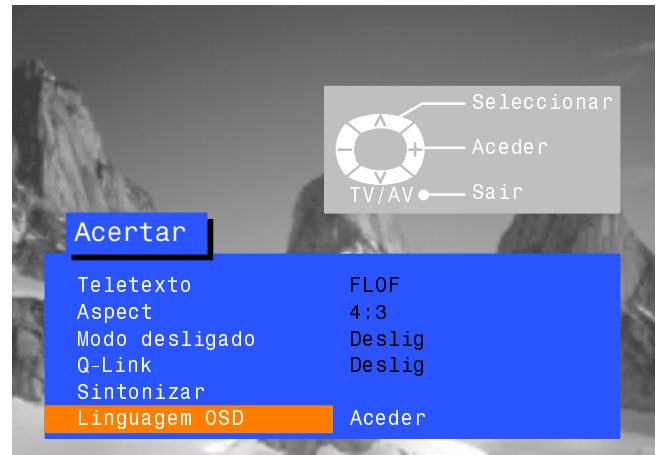 Seleccionar
Aceder
TV/AV Sair
Acertar
Teletexto FLOF
Aspect 4:3
Modo desligado Deslig
Q-Link Deslig
Sintonizar
Linguagem OSD Aceder